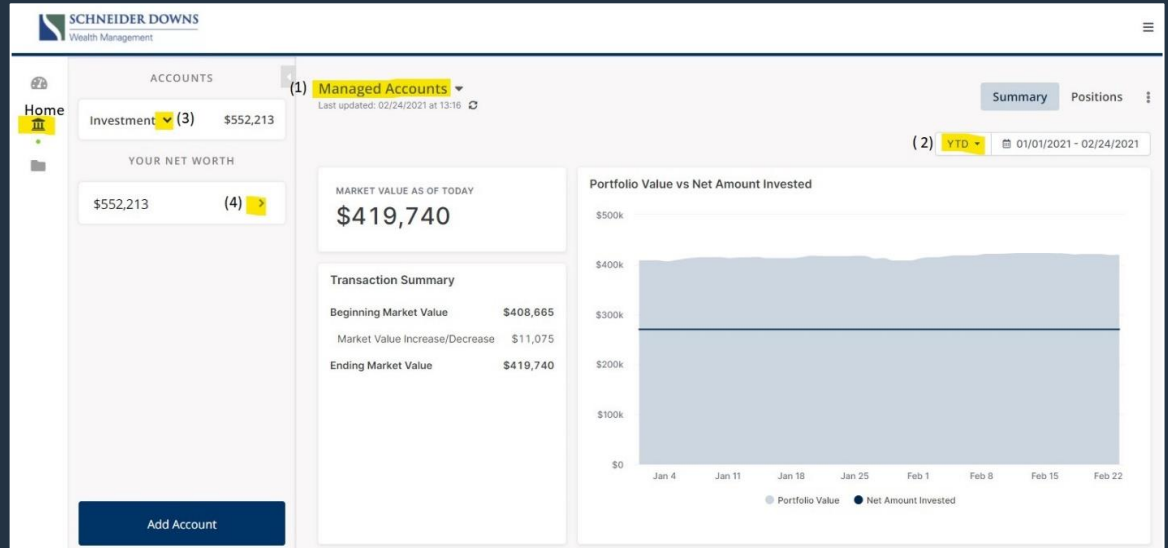 SCHNEIDER DOWNS
Wealth Management
Home
ACCOUNTS
Investment (3) $552,213
YOUR NET WORTH
$552,213 (4)
Add Account
(1) Managed Accounts
Last updated: 02/24/2021 at 13:16
Summary Positions
(2) YTD 01/01/2021 - 02/24/2021
MARKET VALUE AS OF TODAY
$419,740
Transaction Summary
Beginning Market Value $408,665
Market Value Increase/Decrease $11,075
Ending Market Value $419,740
Portfolio Value vs Net Amount Invested
$500k
$400k
$300k
$200k
$100k
$0
Jan 4 Jan 11 Jan 18 Jan 25 Feb 1 Feb 8 Feb 15 Feb 22
Portfolio Value Net Amount Invested